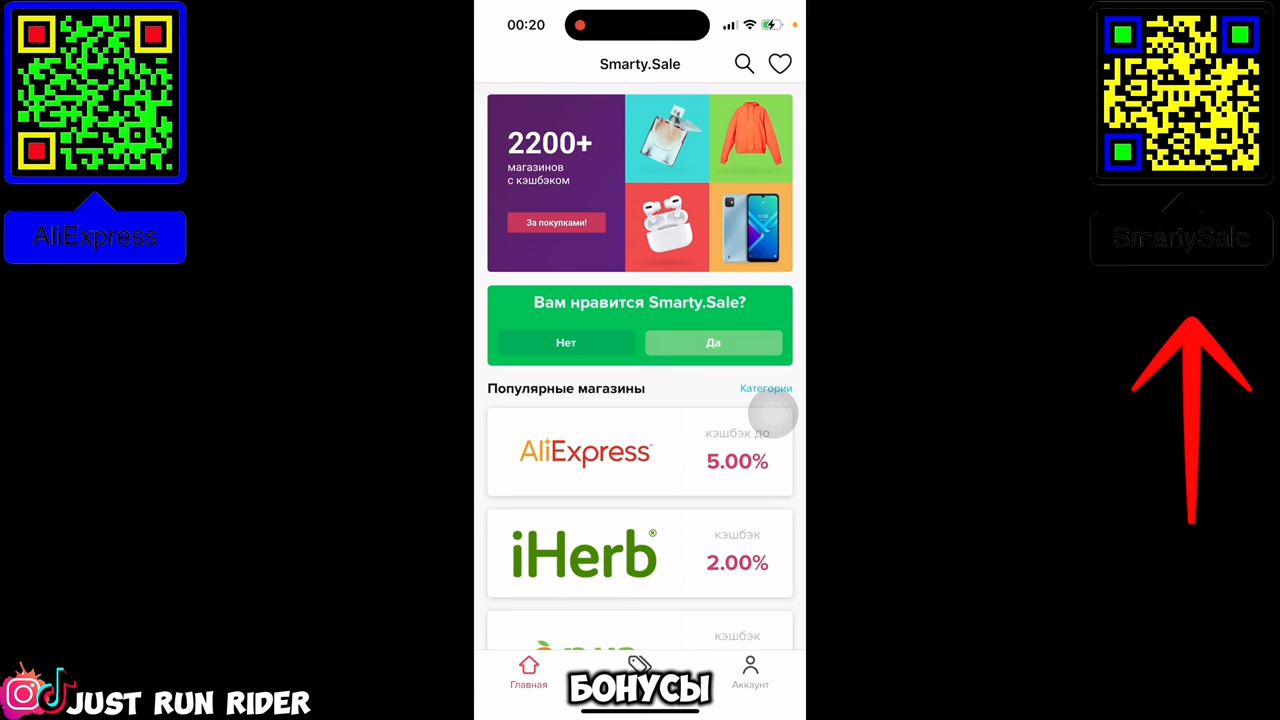 00:20
Smarty.Sale
2200+
магазинов
с кэшбэком
За покупками!
Вам нравится Smarty.Sale?
Нет
Да
Популярные магазины
Категории
AliExpress
кэшбэк до
5.00%
iHerb®
кэшбэк
2.00%
кэшбэк
Главная
БОНУСЫ
Аккаунт
AliExpress
SmartySale
JUST RUN RIDER